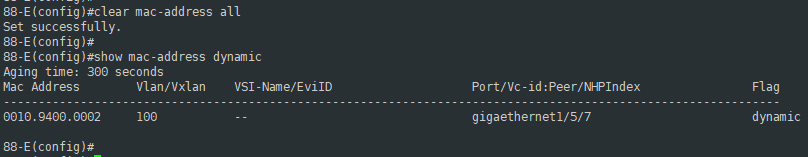 88-E(config)#clear mac-address all
Set successfully.
88-E(config)#
88-E(config)#show mac-address dynamic
Aging time: 300 seconds
Mac Address Vlan/Vxlan VSI-Name/EviID Port/Vc-id:Peer/NHPIndex Flag
--------------------------------------------------------------------------------------------------
0010.9400.0002 100 -- gigaethernet1/5/7 dynamic
88-E(config)#